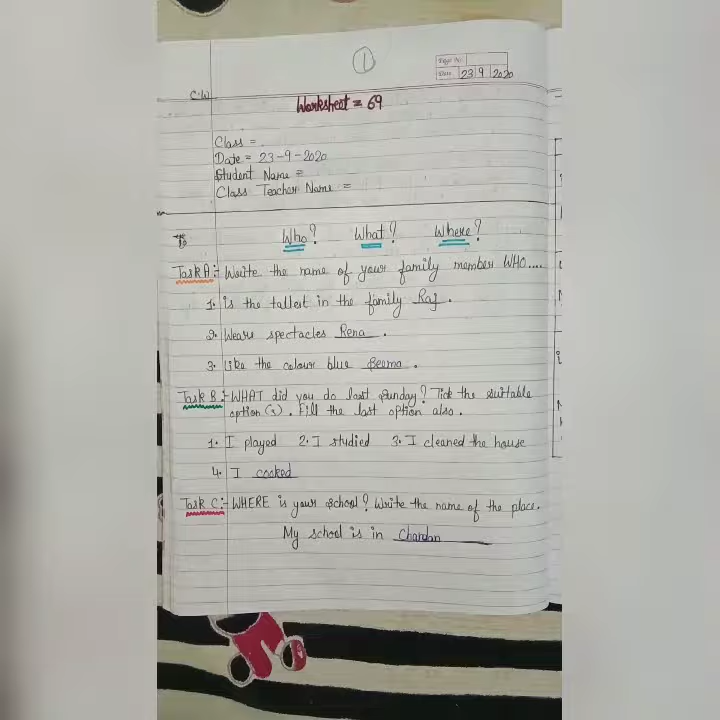 1
Page No.
Date 23 9 2020
C.W
Worksheet = 69
Class =
Date = 23-9-2020
Student Name =
Class Teacher Name =
Who? What? Where?
Task A:- Write the name of your family member WHO....
1. is the tallest in the family Raj.
2. Wears spectacles Rena.
3. Like the colour blue Seema.
Task B:- WHAT did you do last Sunday? Tick the suitable
option (s). Fill the last option also.
1. I played 2. I studied 3. I cleaned the house
4. I cooked
Task C:- WHERE is your school? Write the name of the place.
My school is in